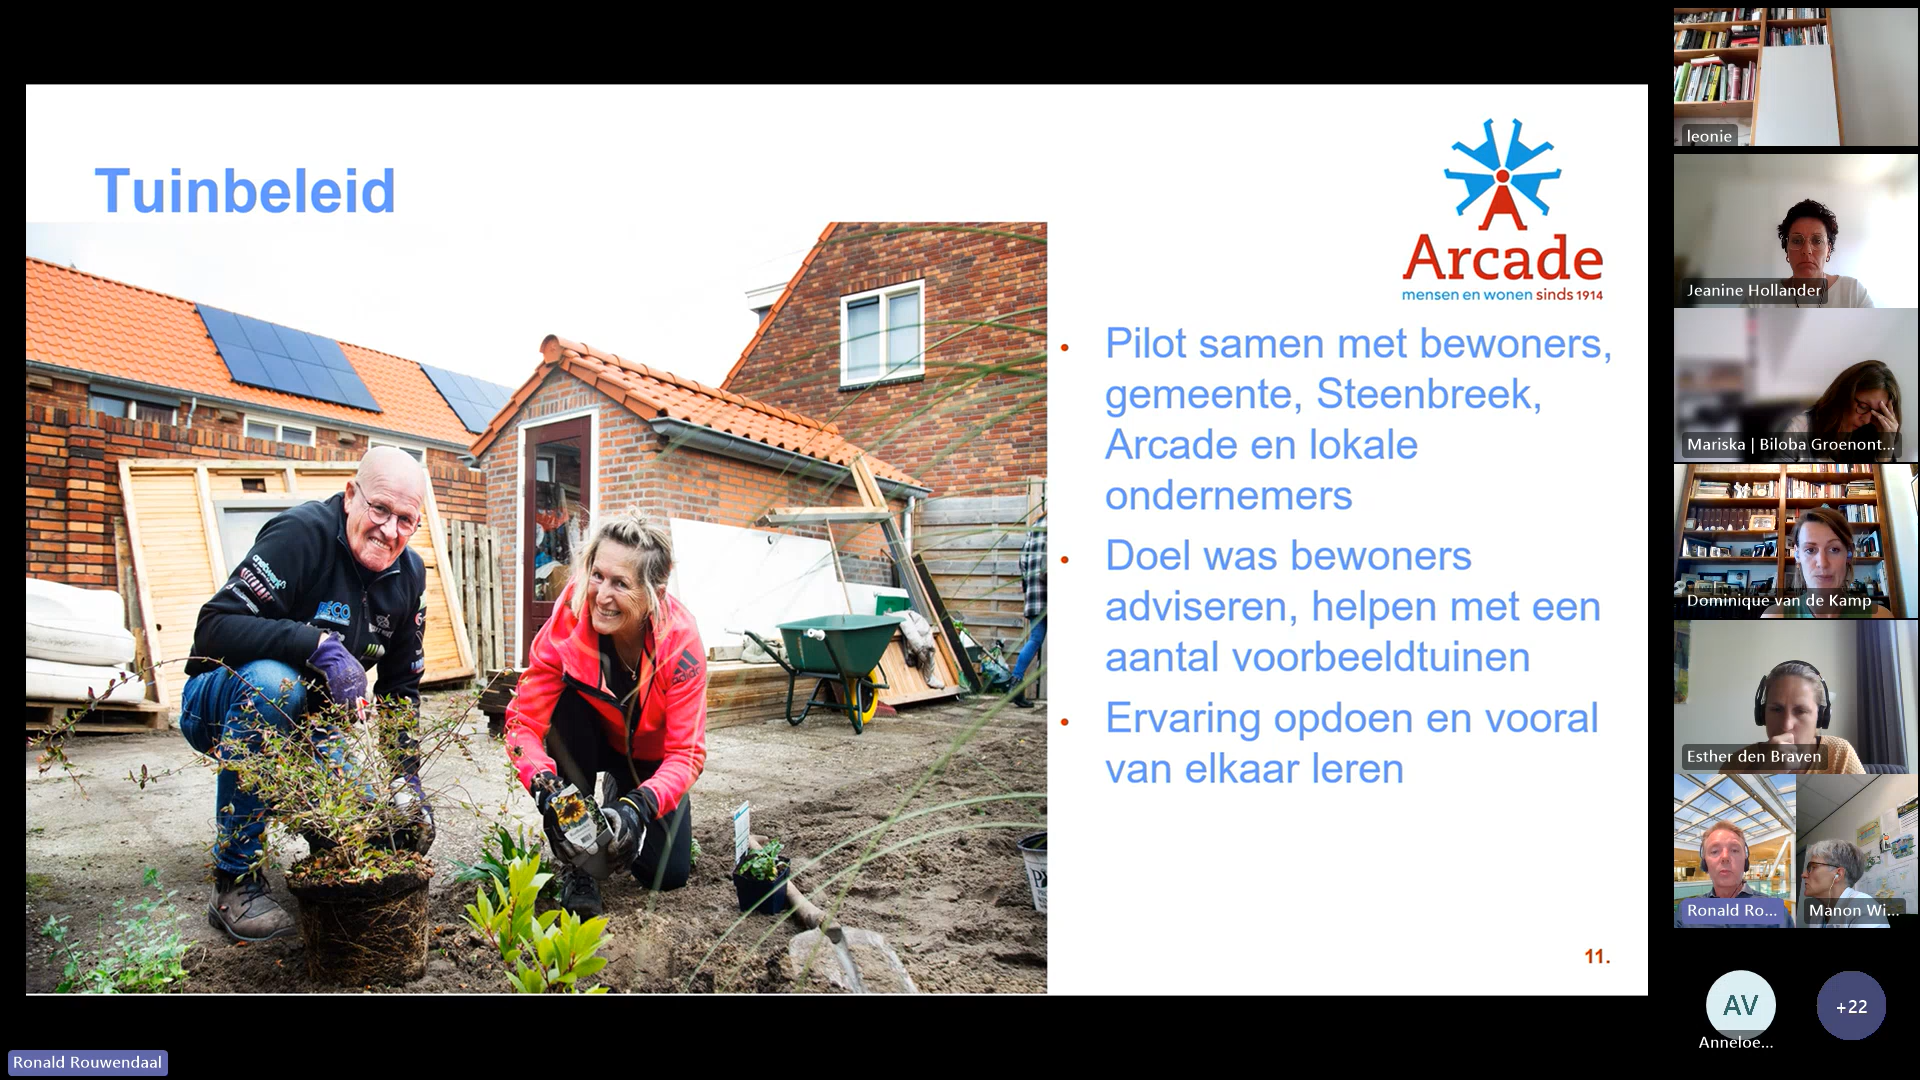 Tuinbeleid
Arcade
mensen en wonen sinds 1914
Pilot samen met bewoners,
gemeente, Steenbreek,
Arcade en lokale
ondernemers
Doel was bewoners
adviseren, helpen met een
aantal voorbeeldtuinen
Ervaring opdoen en vooral
van elkaar leren
11.
adidas
leonie
Jeanine Hollander
Mariska | Biloba Groenont...
Dominique van de Kamp
Esther den Braven
Ronald Ro...
Manon Wi...
AV
Anneloe...
+22
Ronald Rouwendaal